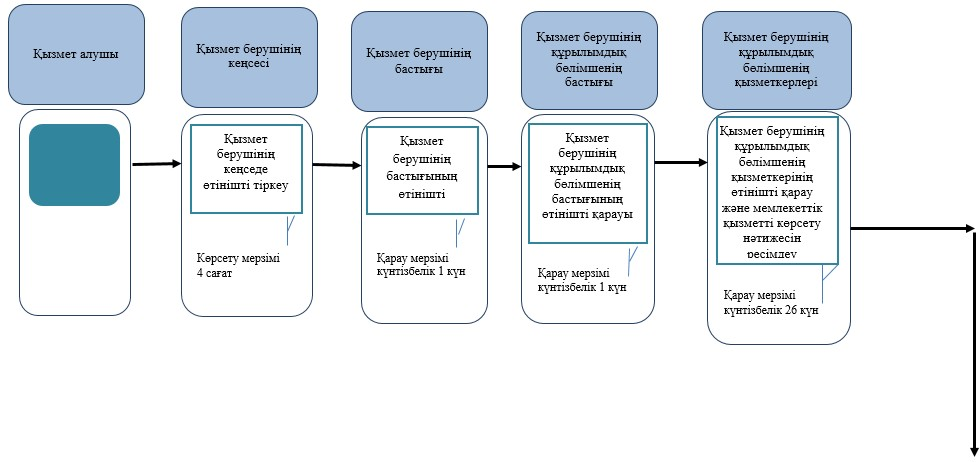 Қызмет алушы
Қызмет берушінің
кеңсесі
Қызмет берушінің
бастығы
Қызмет берушінің
құрылымдық
бөлімшенің
бастығы
Қызмет берушінің
құрылымдық
бөлімшенің
қызметкерлері
Қызмет
берушінің
кеңседе
өтінішті тіркеу
Көрсету мерзімі
4 сағат
Қызмет
берушінің
бастығының
өтінішті
Қарау мерзімі
күнтізбелік 1 күн
Қызмет
берушінің
құрылымдық
бөлімшенің
бастығының
өтінішті қарауы
Қарау мерзімі
күнтізбелік 1 күн
Қызмет берушінің
құрылымдық
бөлімшенің
қызметкерінің
өтінішті қарау
және мемлекеттік
қызметті көрсету
нәтижесін
ресімдеу
Қарау мерзімі
күнтізбелік 26 күн